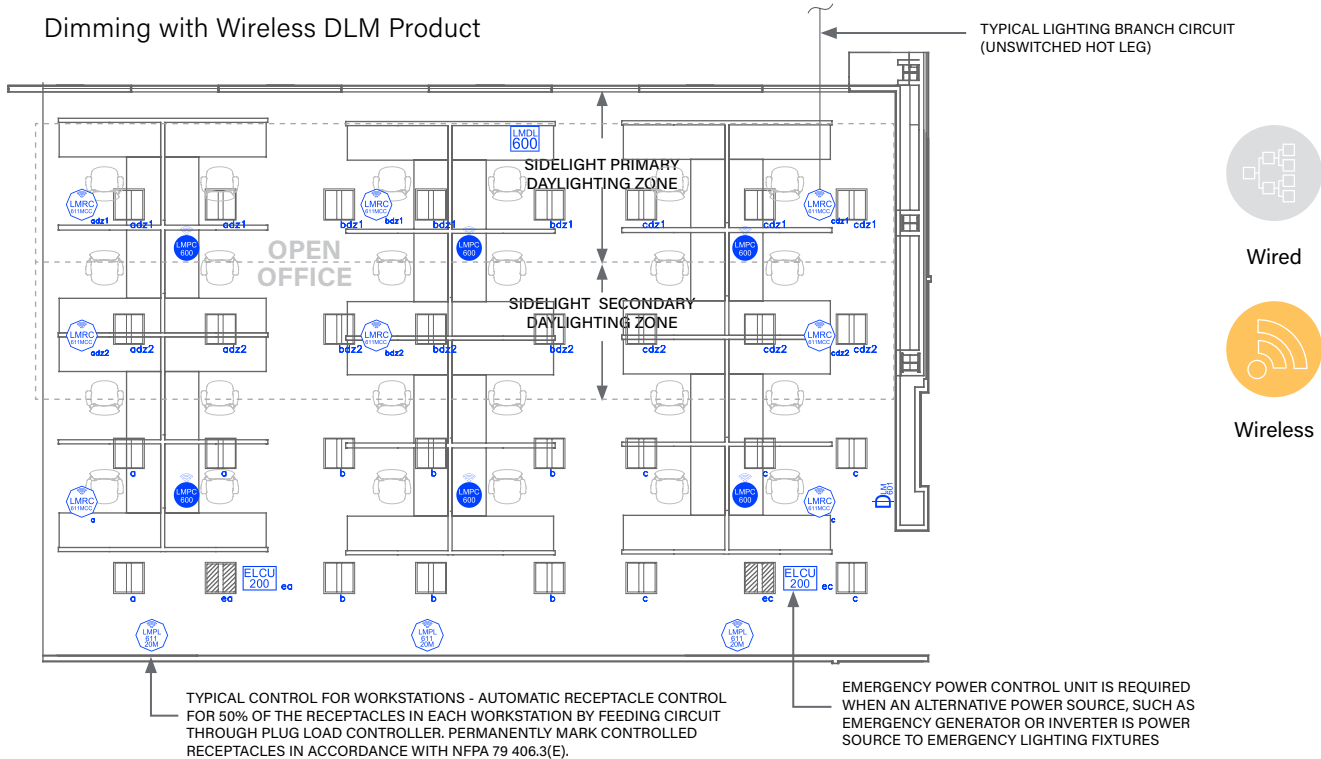 Dimming with Wireless DLM Product
TYPICAL LIGHTING BRANCH CIRCUIT
(UNSWITCHED HOT LEG)
LMDL
600
SIDELIGHT PRIMARY
DAYLIGHTING ZONE
LMRC
611MCC
adz1
adz1
adz1
bdz1
LMRC
611MCC
bdz1
bdz1
bdz1
cdz1
cdz1
LMRC
611MCC
cdz1
cdz1
LMPC
600
LMPC
600
LMPC
600
OPEN
OFFICE
Wired
SIDELIGHT SECONDARY
DAYLIGHTING ZONE
LMRC
611MCC
adz2
adz2
adz2
bdz2
LMRC
611MCC
bdz2
bdz2
bdz2
cdz2
cdz2
LMRC
611MCC
cdz2
cdz2
Wireless
a
a
b
b
b
c
c
c
LMRC
611MCC
a
LMPC
600
LMPC
600
LMPC
600
LMRC
611MCC
c
DLM
601
a
ea
ELCU
200
ea
b
b
b
c
ec
ELCU
200
ec
c
LMPL
611
20M
LMPL
611
20M
LMPL
611
20M
TYPICAL CONTROL FOR WORKSTATIONS - AUTOMATIC RECEPTACLE CONTROL
FOR 50% OF THE RECEPTACLES IN EACH WORKSTATION BY FEEDING CIRCUIT
THROUGH PLUG LOAD CONTROLLER. PERMANENTLY MARK CONTROLLED
RECEPTACLES IN ACCORDANCE WITH NFPA 79 406.3(E).
EMERGENCY POWER CONTROL UNIT IS REQUIRED
WHEN AN ALTERNATIVE POWER SOURCE, SUCH AS
EMERGENCY GENERATOR OR INVERTER IS POWER
SOURCE TO EMERGENCY LIGHTING FIXTURES